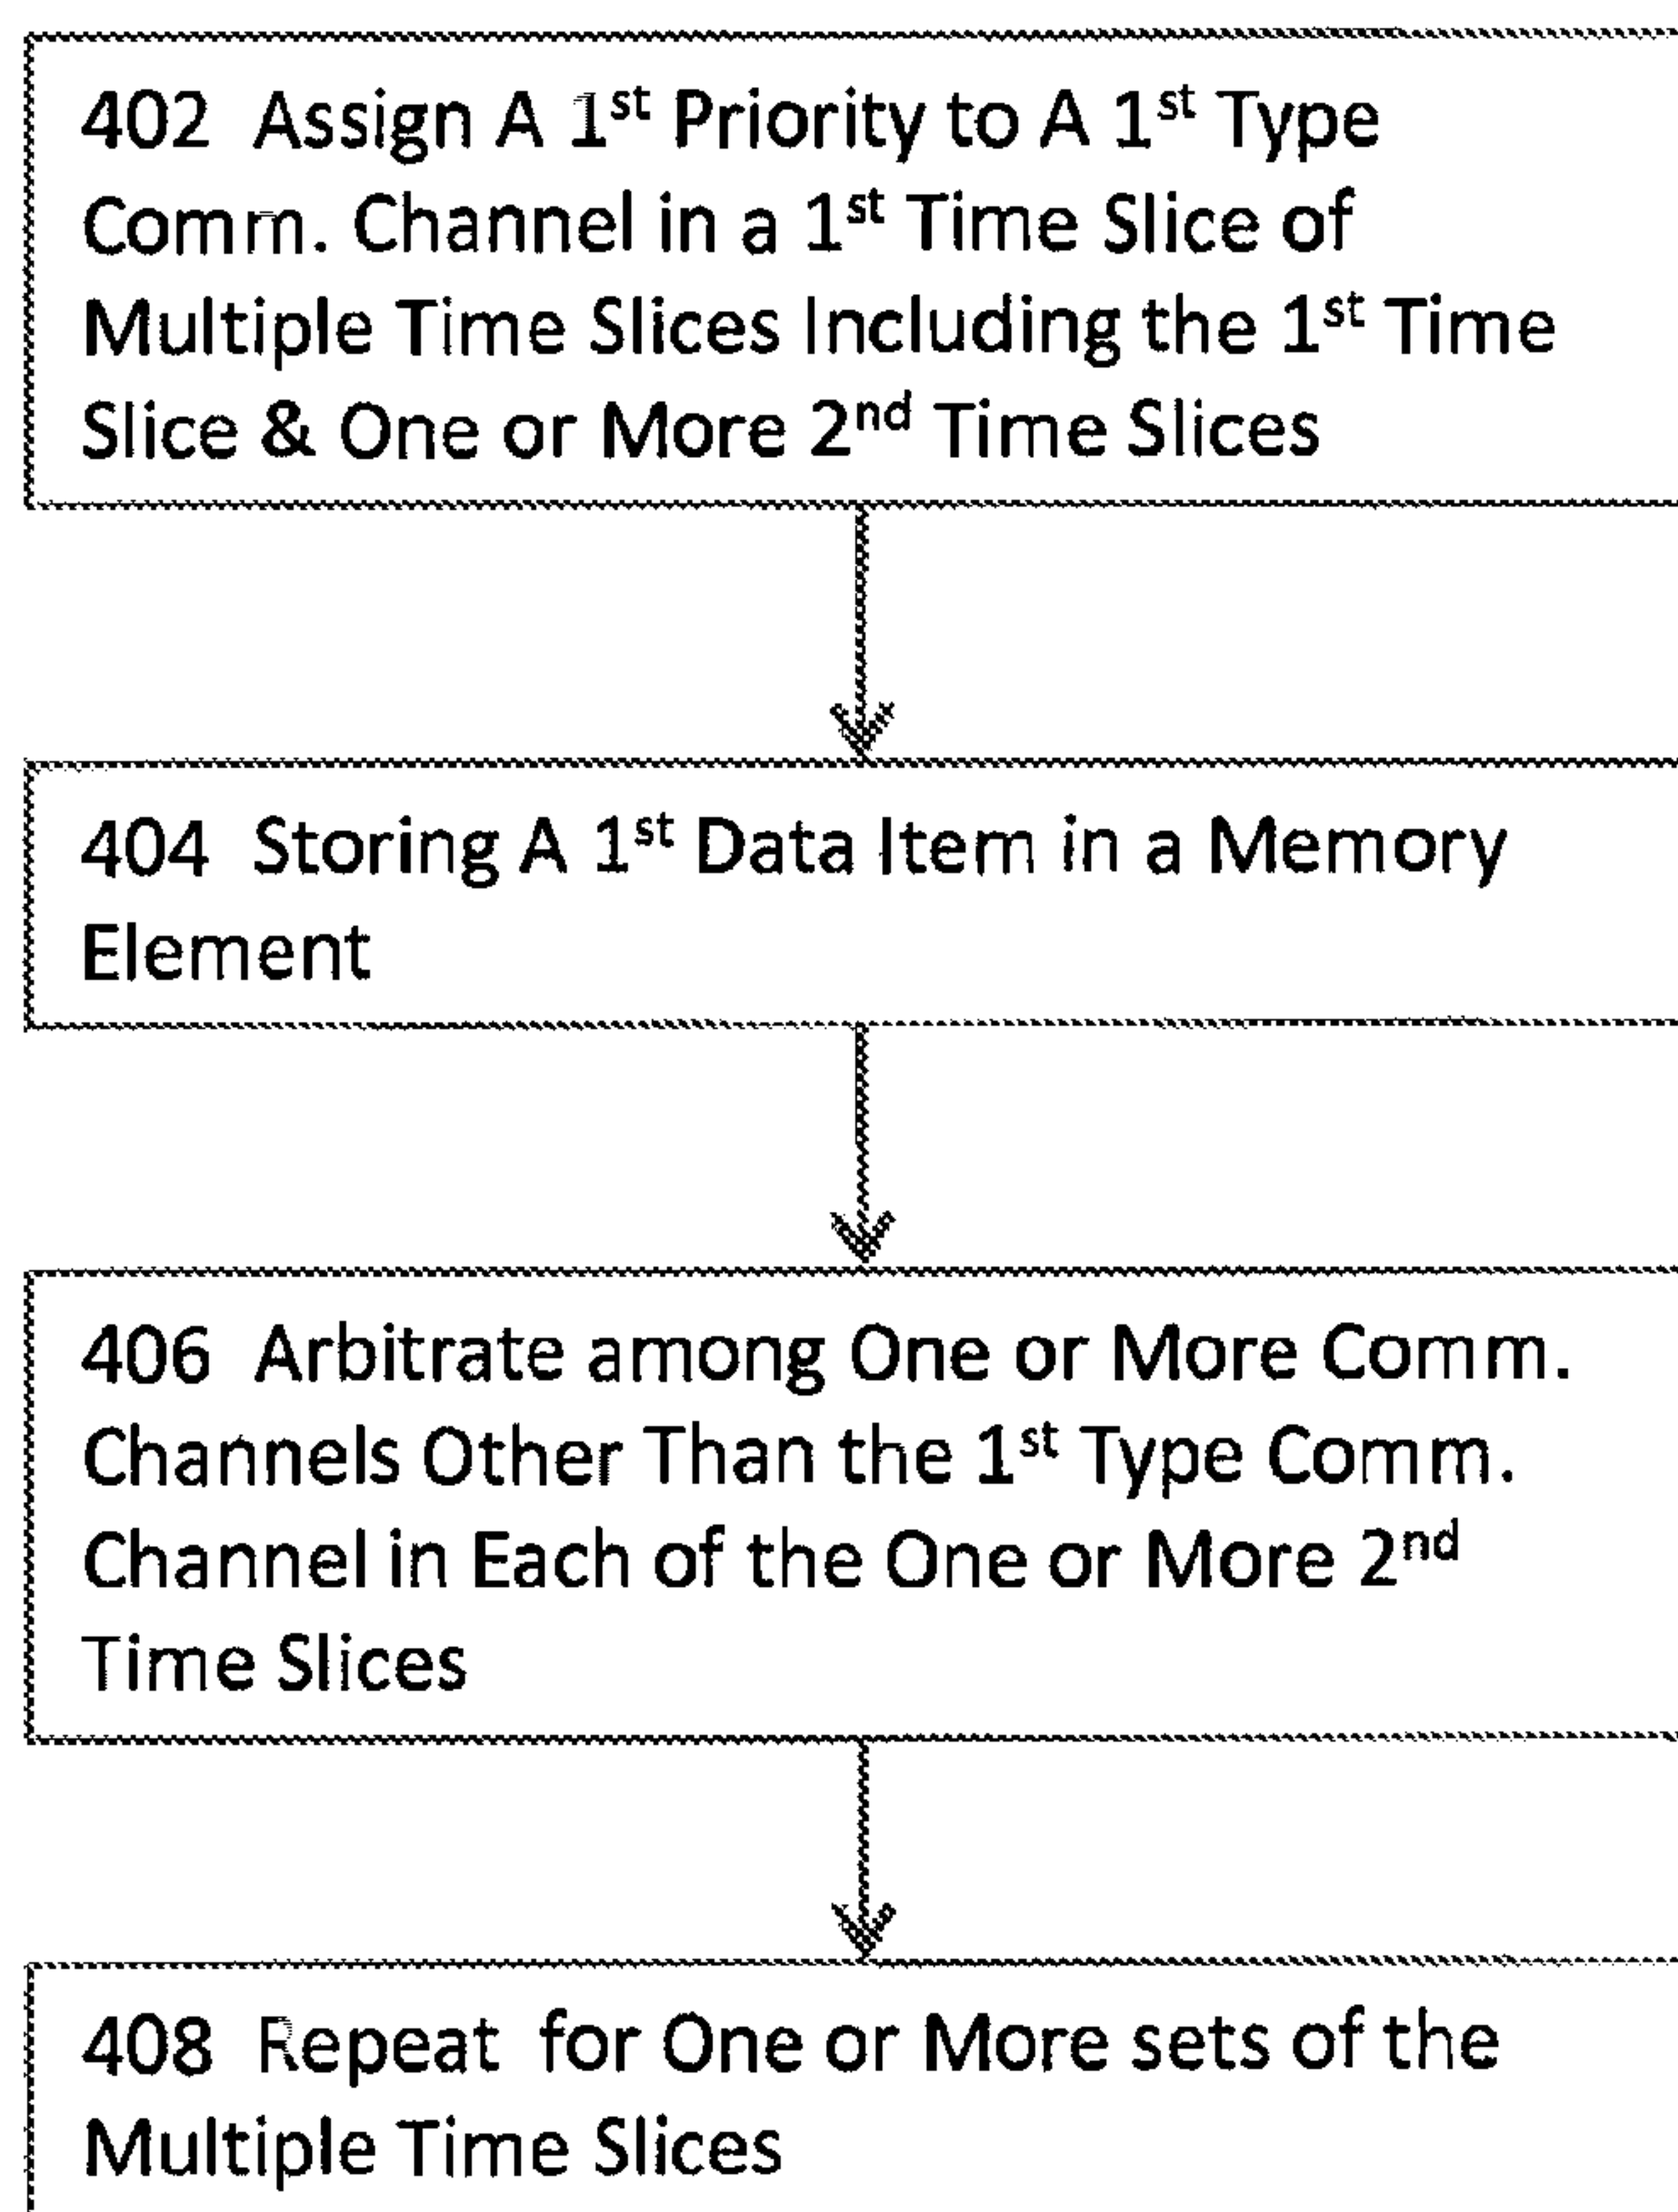 402 Assign A 1st Priority to A 1st Type
Comm. Channel in a 1st Time Slice of
Multiple Time Slices Including the 1st Time
Slice & One or More 2nd Time Slices
404 Storing A 1st Data Item in a Memory
Element
406 Arbitrate among One or More Comm.
Channels Other Than the 1st Type Comm.
Channel in Each of the One or More 2nd
Time Slices
408 Repeat for One or More sets of the
Multiple Time Slices